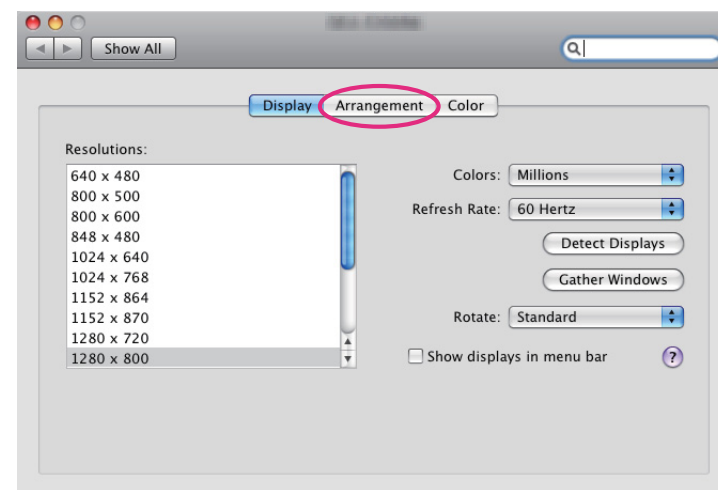 Show All
Display Arrangement Color
Resolutions:
640 x 480
800 x 500
800 x 600
848 x 480
1024 x 640
1024 x 768
1152 x 864
1152 x 870
1280 x 720
1280 x 800
Colors: Millions
Refresh Rate: 60 Hertz
Detect Displays
Gather Windows
Rotate: Standard
Show displays in menu bar ?